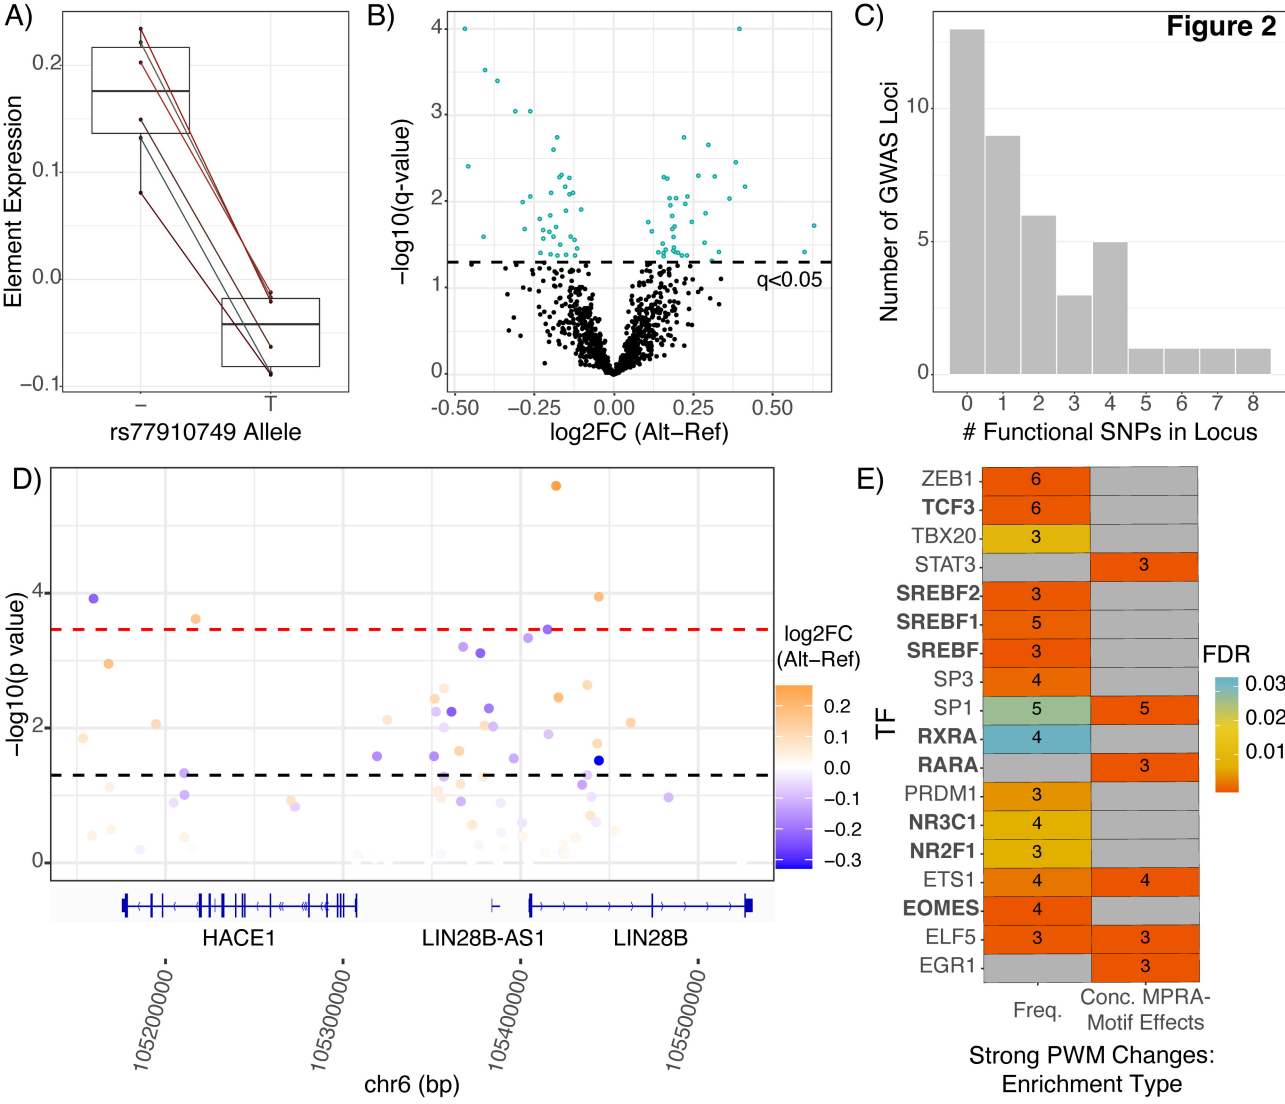 A)
Element Expression
0.2
0.1
0.0
−0.1
−
T
rs77910749 Allele
B)
−log10(q-value)
4
3
2
1
0
q<0.05
-0.50
−0.25
0.00
0.25
0.50
log2FC (Alt−Ref)
C)
Figure 2
Number of GWAS Loci
10
5
0
0 1 2 3 4 5 6 7 8
# Functional SNPs in Locus
D)
−log10(p value)
4
2
0
log2FC
(Alt−Ref)
0.2
0.1
0.0
−0.1
−0.2
−0.3
HACE1
LIN28B-AS1
LIN28B
105200000
105300000
105400000
105500000
chr6 (bp)
E)
TF
ZEB1 6
TCF3 6
TBX20 3
STAT3 3
SREBF2 3
SREBF1 5
SREBF 3
SP3 4
SP1 5 5
RXRA 4
RARA 3
PRDM1 3
NR3C1 4
NR2F1 3
ETS1 4 4
EOMES 4
ELF5 3 3
EGR1 3
FDR
0.03
0.02
0.01
Freq.
Conc. MPRA-
Motif Effects
Strong PWM Changes:
Enrichment Type